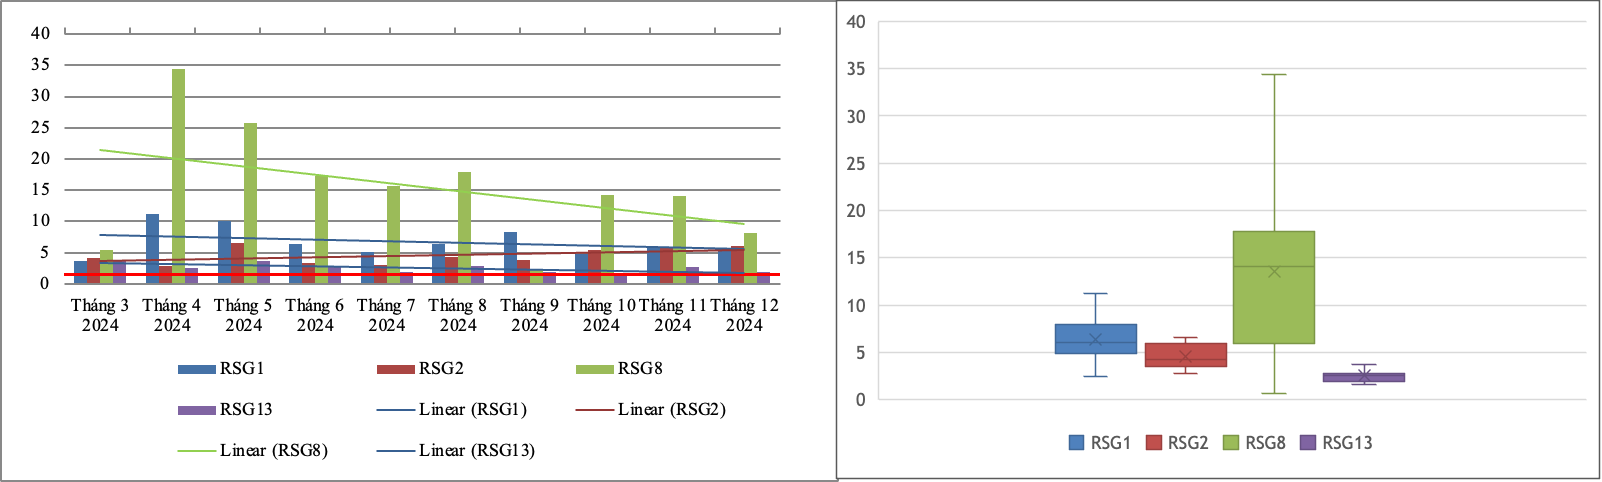 40
35
30
25
20
15
10
5
0
Tháng 3 2024
Tháng 4 2024
Tháng 5 2024
Tháng 6 2024
Tháng 7 2024
Tháng 8 2024
Tháng 9 2024
Tháng 10 2024
Tháng 11 2024
Tháng 12 2024
RSG1
RSG2
RSG8
RSG13
Linear (RSG1)
Linear (RSG2)
Linear (RSG8)
Linear (RSG13)
40
35
30
25
20
15
10
5
0
RSG1
RSG2
RSG8
RSG13